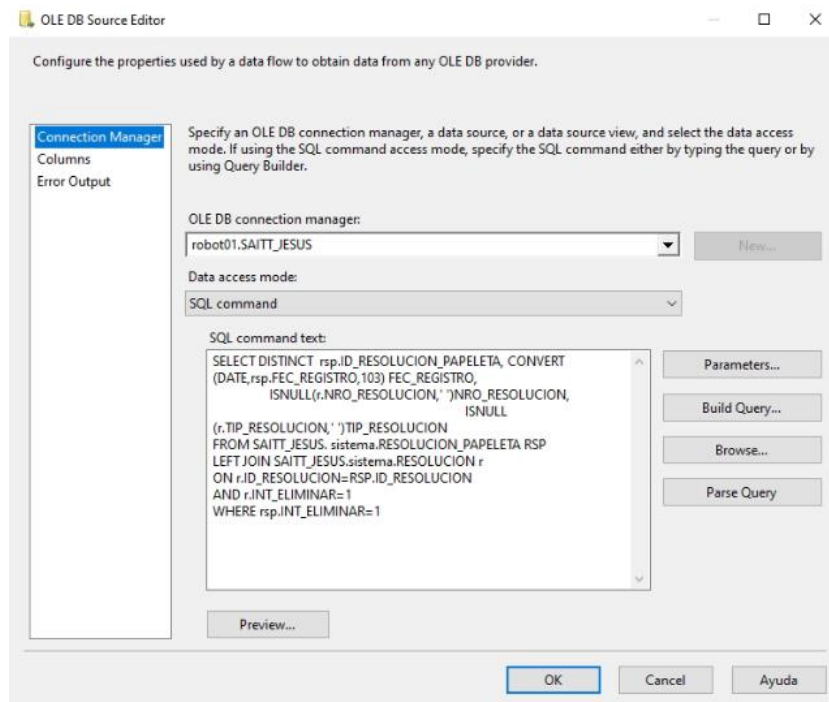 OLE DB Source Editor
Configure the properties used by a data flow to obtain data from any OLE DB provider.
Connection Manager
Columns
Error Output
Specify an OLE DB connection manager, a data source, or a data source view, and select the data access
mode. If using the SQL command access mode, specify the SQL command either by typing the query or by
using Query Builder.
OLE DB connection manager:
robot01.SAITT_JESUS
New...
Data access mode:
SQL command
SQL command text:
SELECT DISTINCT rsp.ID_RESOLUCION_PAPELETA, CONVERT
(DATE,rsp.FEC_REGISTRO,103) FEC_REGISTRO,
ISNULL(r.NRO_RESOLUCION,' ')NRO_RESOLUCION,
ISNULL
(r.TIP_RESOLUCION,' ')TIP_RESOLUCION
FROM SAITT_JESUS. sistema.RESOLUCION_PAPELETA RSP
LEFT JOIN SAITT_JESUS.sistema.RESOLUCION r
ON r.ID_RESOLUCION=RSP.ID_RESOLUCION
AND r.INT_ELIMINAR=1
WHERE rsp.INT_ELIMINAR=1
Parameters...
Build Query...
Browse...
Parse Query
Preview...
OK
Cancel
Ayuda